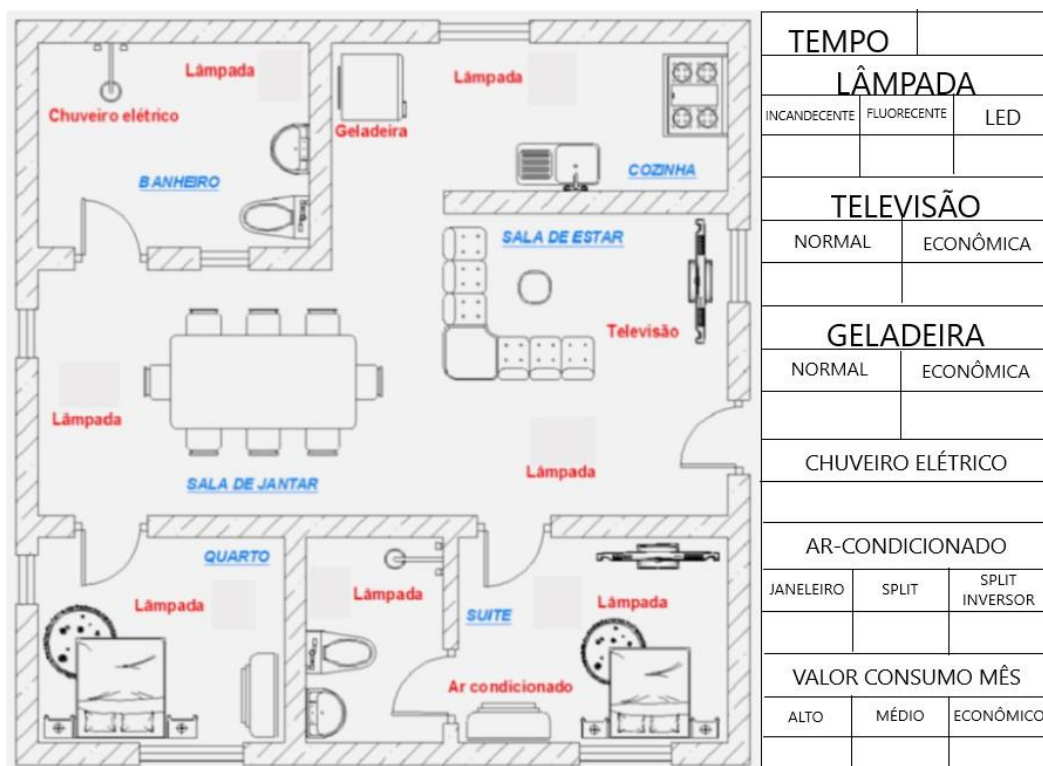 Lâmpada
Chuveiro elétrico
BANHEIRO
Lâmpada
Geladeira
COZINHA
SALA DE ESTAR
Televisão
Lâmpada
Lâmpada
SALA DE JANTAR
QUARTO
Lâmpada
Lâmpada
SUITE
Lâmpada
Ar condicionado
TEMPO
LÂMPADA
INCANDECENTE FLUORECENTE LED
TELEVISÃO
NORMAL ECONÔMICA
GELADEIRA
NORMAL ECONÔMICA
CHUVEIRO ELÉTRICO
AR-CONDICIONADO
JANELEIRO SPLIT SPLIT
INVERSOR
VALOR CONSUMO MÊS
ALTO MÉDIO ECONÔMICO